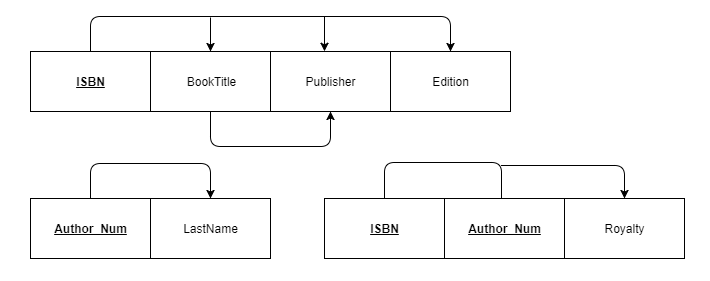 ISBN BookTitle Publisher Edition
Author_Num LastName
ISBN Author_Num Royalty